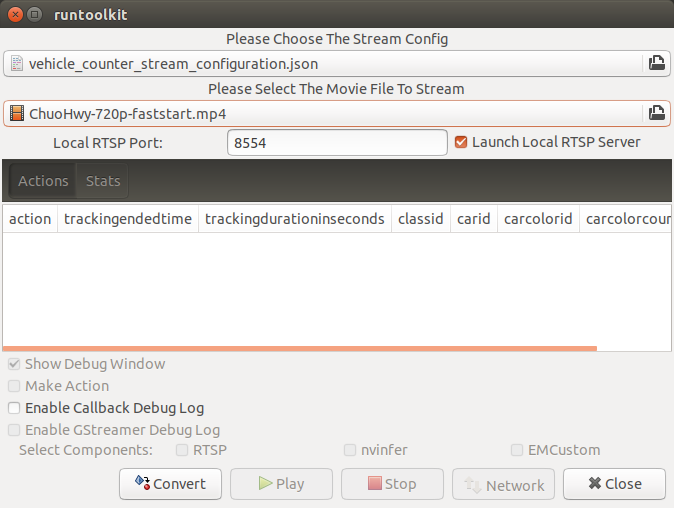 runtoolkit
Please Choose The Stream Config
vehicle_counter_stream_configuration.json
Please Select The Movie File To Stream
ChuoHwy-720p-faststart.mp4
Local RTSP Port: 8554 Launch Local RTSP Server
Actions Stats
action trackingendedtime trackingdurationinseconds classid carid carcolorid carcolorcour
Show Debug Window
Make Action
Enable Callback Debug Log
Enable GStreamer Debug Log
Select Components: RTSP nvinfer EMCustom
Convert Play Stop Network Close